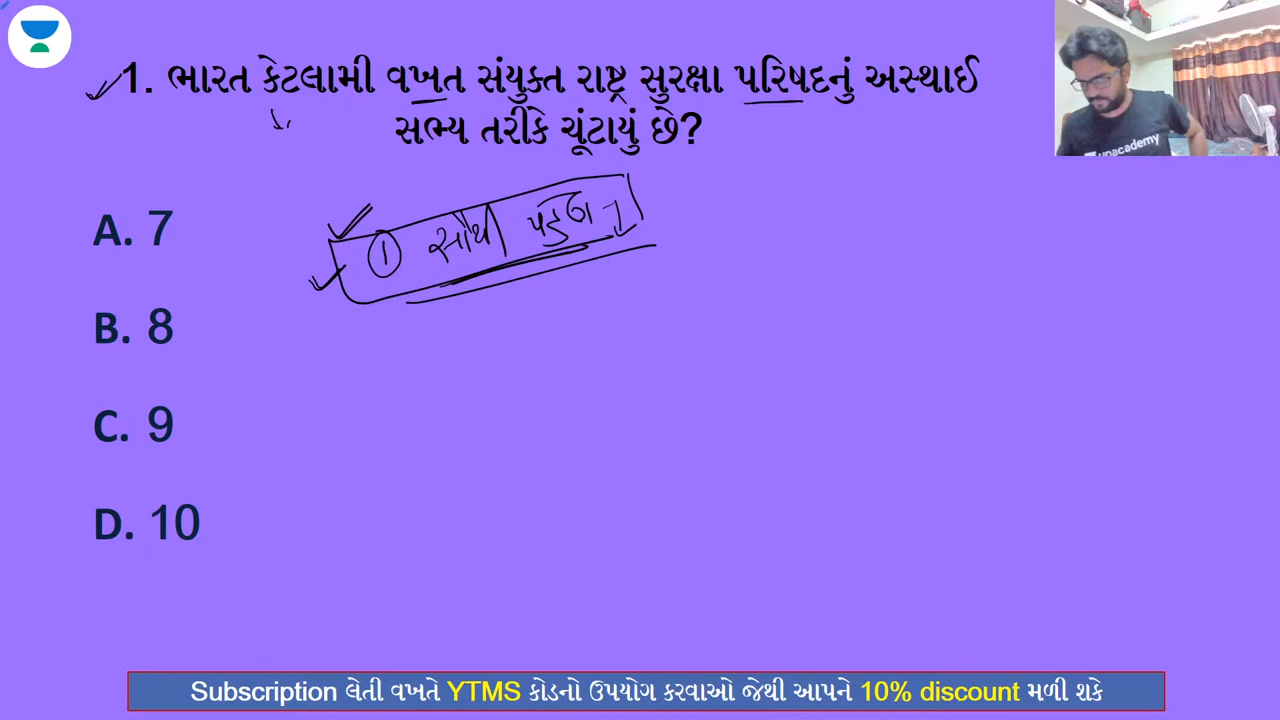 1. ભારત કેટલામી વખત સંયુક્ત રાષ્ટ્ર સુરક્ષા પરિષદનું અસ્થાઈ
સભ્ય તરીકે ચૂંટાયું છે?
① સૌથી
A. 7
B. 8
C. 9
D. 10
unacademy
Subscription લેતી વખતે YTMS કોડનો ઉપયોગ કરવાઓ જેથી આપને 10% discount મળી શકે